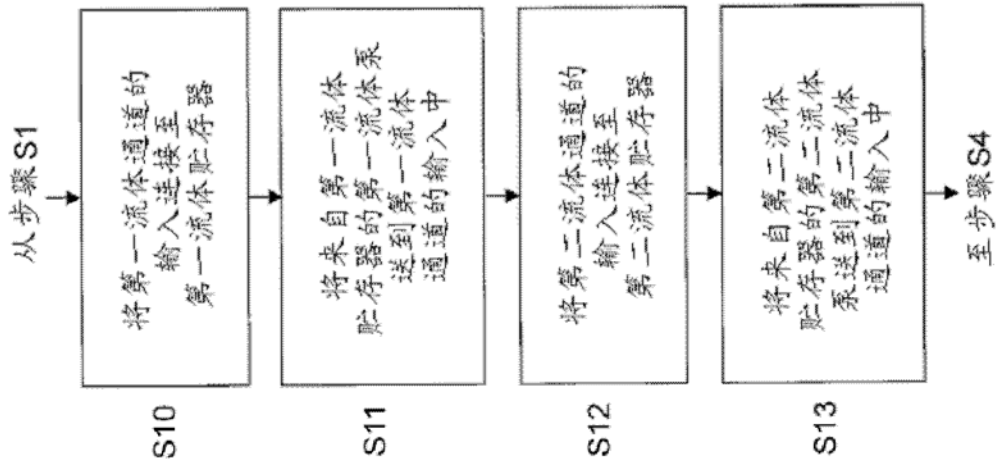 从步骤S1
S10
将第一流体通道的
输入连接至
第一流体贮存器
S11
将来自第一流体
贮存器的第一流体泵
送到第一流体
通道的输入中
S12
将第二流体通道的
输入连接至
第二流体贮存器
S13
将来自第二流体
贮存器的第二流体
泵送到第二流体
通道的输入中
至步骤S4